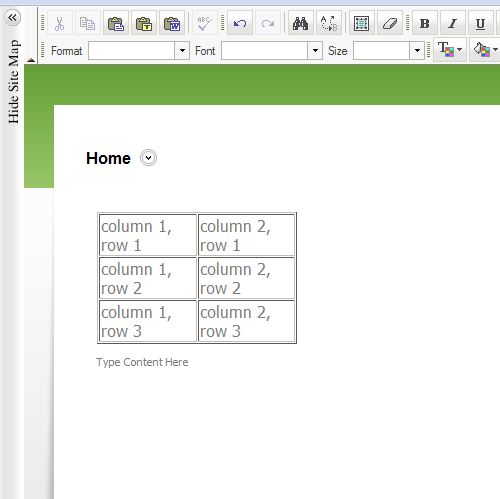 Hide Site Map
ABC
T
W
A
B
B
I
U
Format
Font
Size
T
Home
column 1,
row 1
column 2,
row 1
column 1,
row 2
column 2,
row 2
column 1,
row 3
column 2,
row 3
Type Content Here